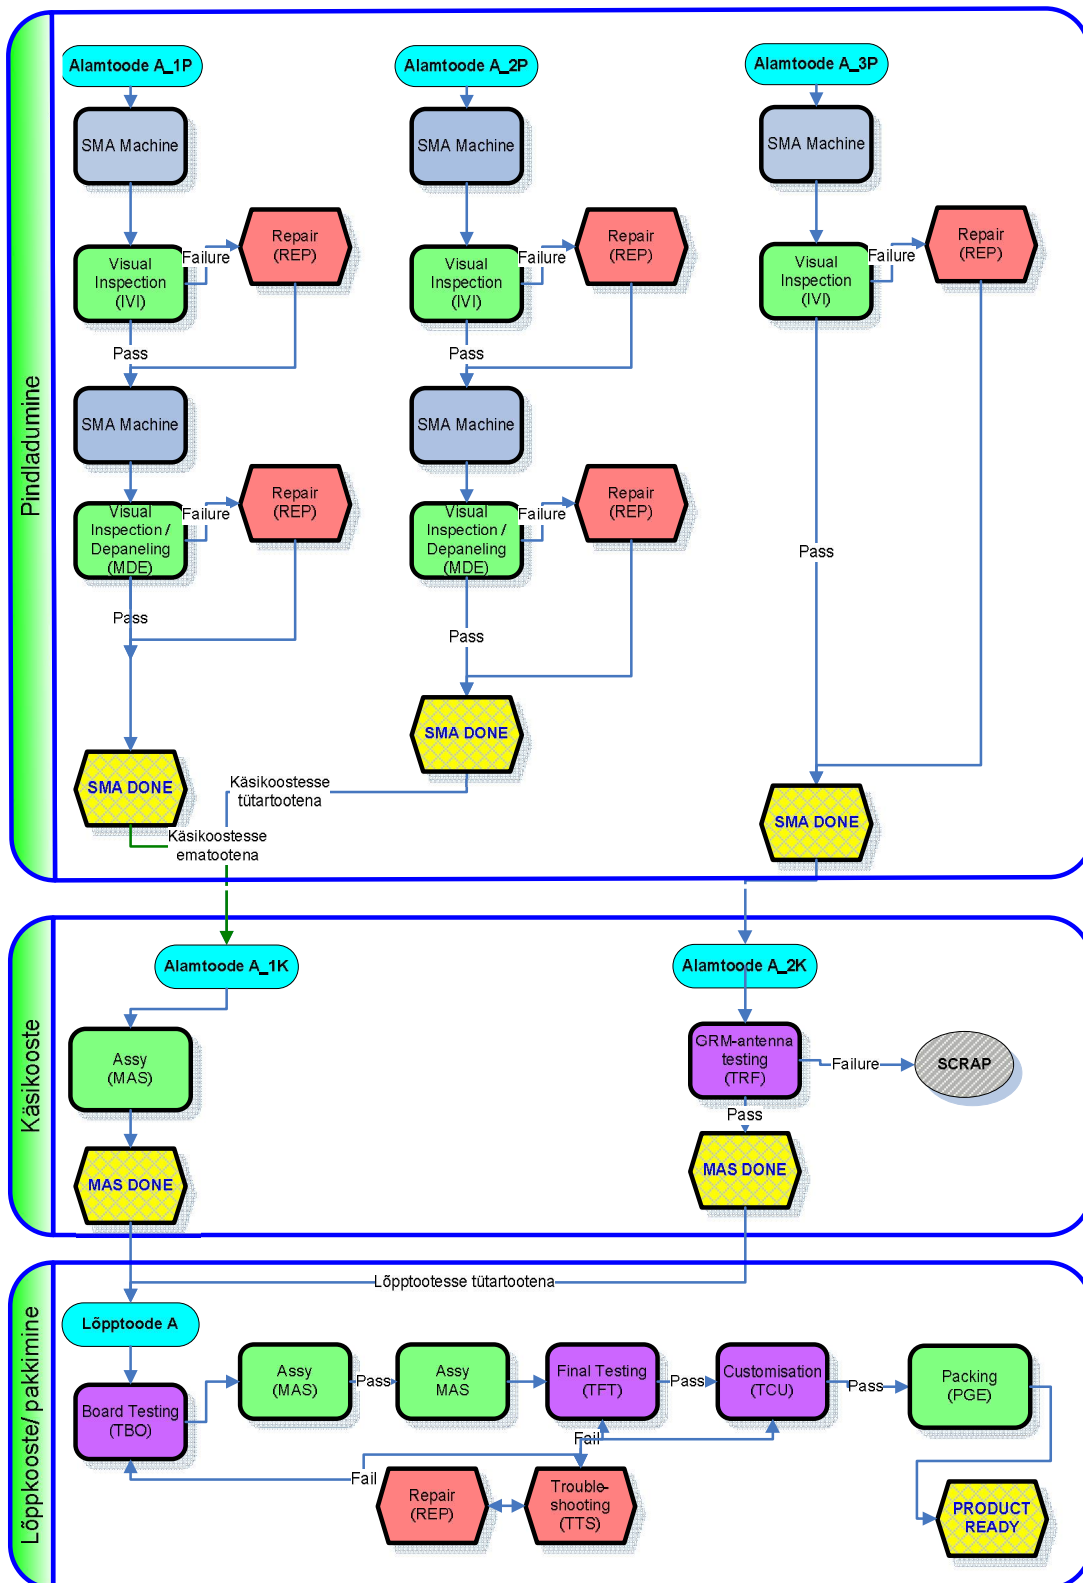 Pindladumine
Alamtoode A_1P
Alamtoode A_2P
Alamtoode A_3P
SMA Machine
SMA Machine
SMA Machine
Visual
Inspection
(IVI)
Failure
Repair
(REP)
Visual
Inspection
(IVI)
Failure
Repair
(REP)
Visual
Inspection
(IVI)
Failure
Repair
(REP)
Pass
Pass
SMA Machine
SMA Machine
Visual
Inspection /
Depaneling
(MDE)
Failure
Repair
(REP)
Visual
Inspection /
Depaneling
(MDE)
Failure
Repair
(REP)
Pass
Pass
Pass
SMA DONE
SMA DONE
SMA DONE
Käsikoostesse
tütartootena
Käsikoostesse
ematootena
Käsikooste
Alamtoode A_1K
Alamtoode A_2K
Assy
(MAS)
GRM-antenna
testing
(TRF)
Failure
SCRAP
Pass
MAS DONE
MAS DONE
Lõppkooste/ pakkimine
Lõpptootesse tütartootena
Lõpptoode A
Board Testing
(TBO)
Assy
(MAS)
Pass
Assy
MAS
Final Testing
(TFT)
Pass
Customisation
(TCU)
Pass
Packing
(PGE)
Fail
Fail
Repair
(REP)
Trouble-
shooting
(TTS)
PRODUCT
READY